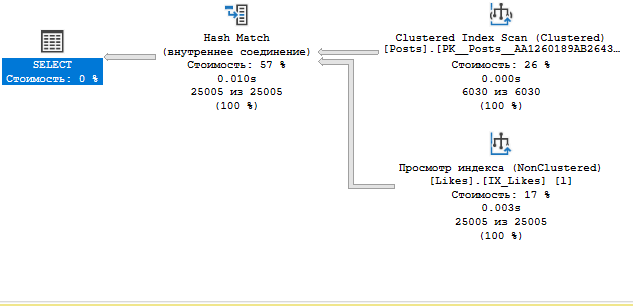 SELECT
Стоимость: 0 %
Hash Match
(внутреннее соединение)
Стоимость: 57 %
0.010s
25005 из 25005
(100 %)
Clustered Index Scan (Clustered)
[Posts].[PK__Posts__AA1260189AB2643…
Стоимость: 26 %
0.000s
6030 из 6030
(100 %)
Просмотр индекса (NonClustered)
[Likes].[IX_Likes] [l]
Стоимость: 17 %
0.003s
25005 из 25005
(100 %)